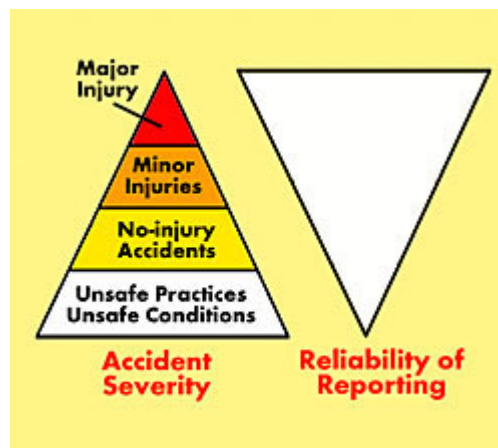 Major
Injury
Minor
Injuries
No-injury
Accidents
Unsafe Practices
Unsafe Conditions
Accident
Severity
Reliability of
Reporting